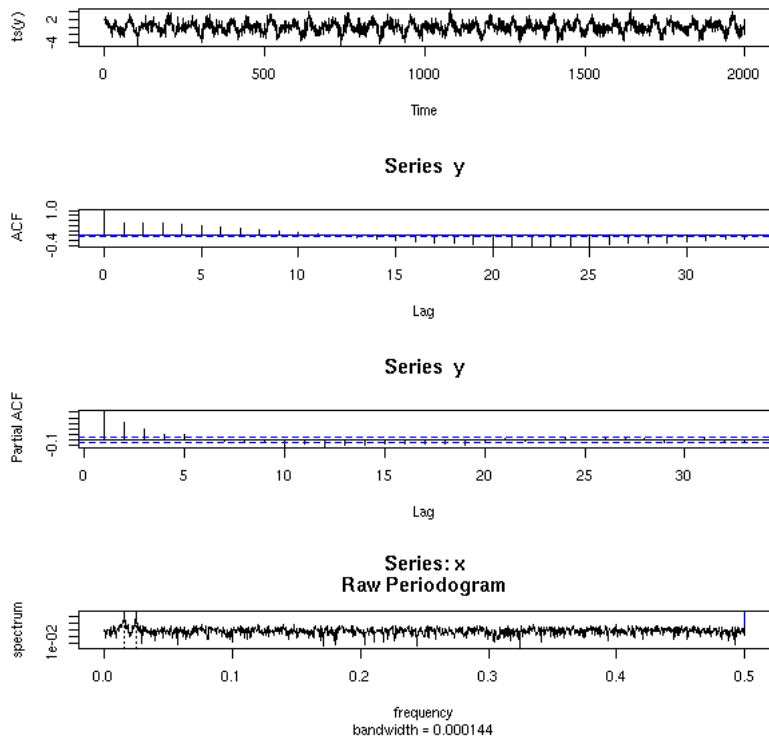 ts(y)
-4 2
0 500 1000 1500 2000
Time
Series y
ACF
-0.4 1.0
0 5 10 15 20 25 30
Lag
Series y
Partial ACF
-0.1
0 5 10 15 20 25 30
Lag
Series: x
Raw Periodogram
spectrum
1e-02
0.0 0.1 0.2 0.3 0.4 0.5
frequency
bandwidth = 0.000144